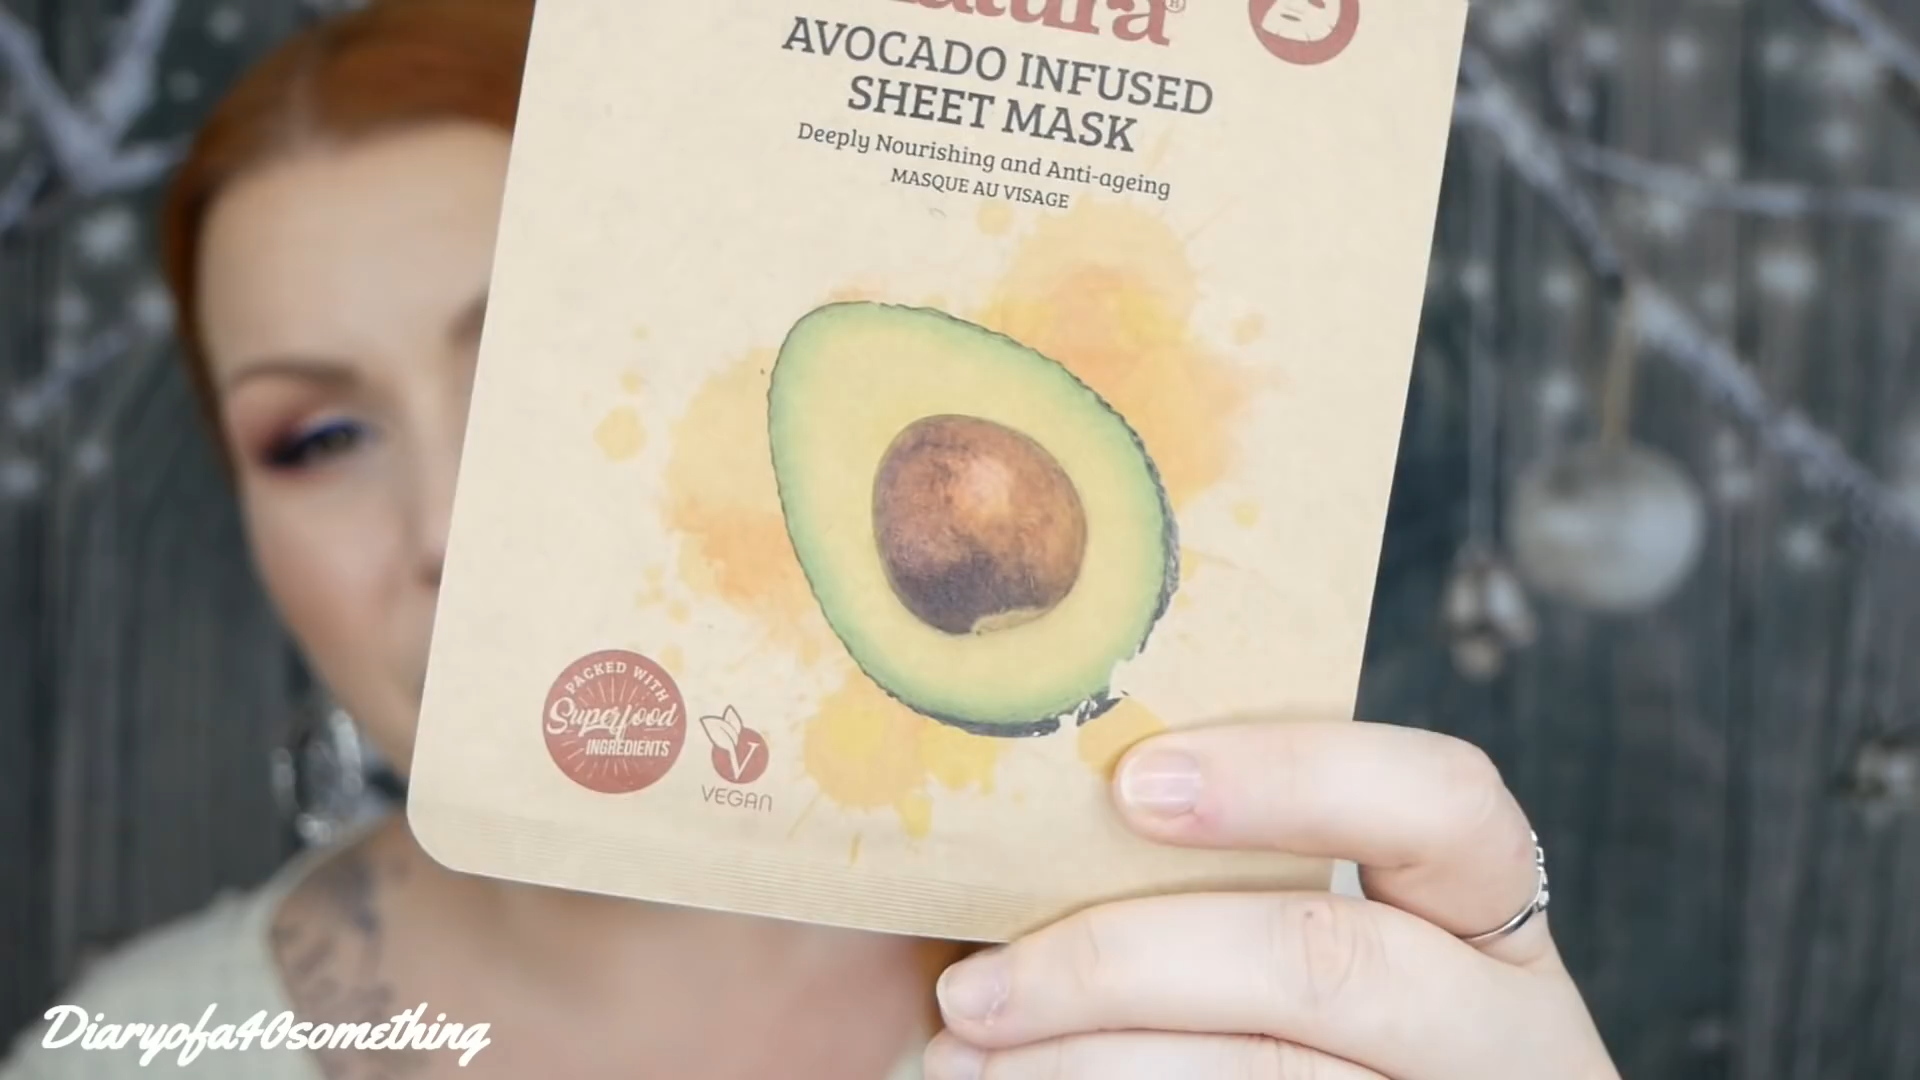 AVOCADO INFUSED
SHEET MASK
Deeply Nourishing and Anti-ageing
MASQUE AU VISAGE
PACKED WITH
Superfood
INGREDIENTS
V
VEGAN
Diaryofa40something